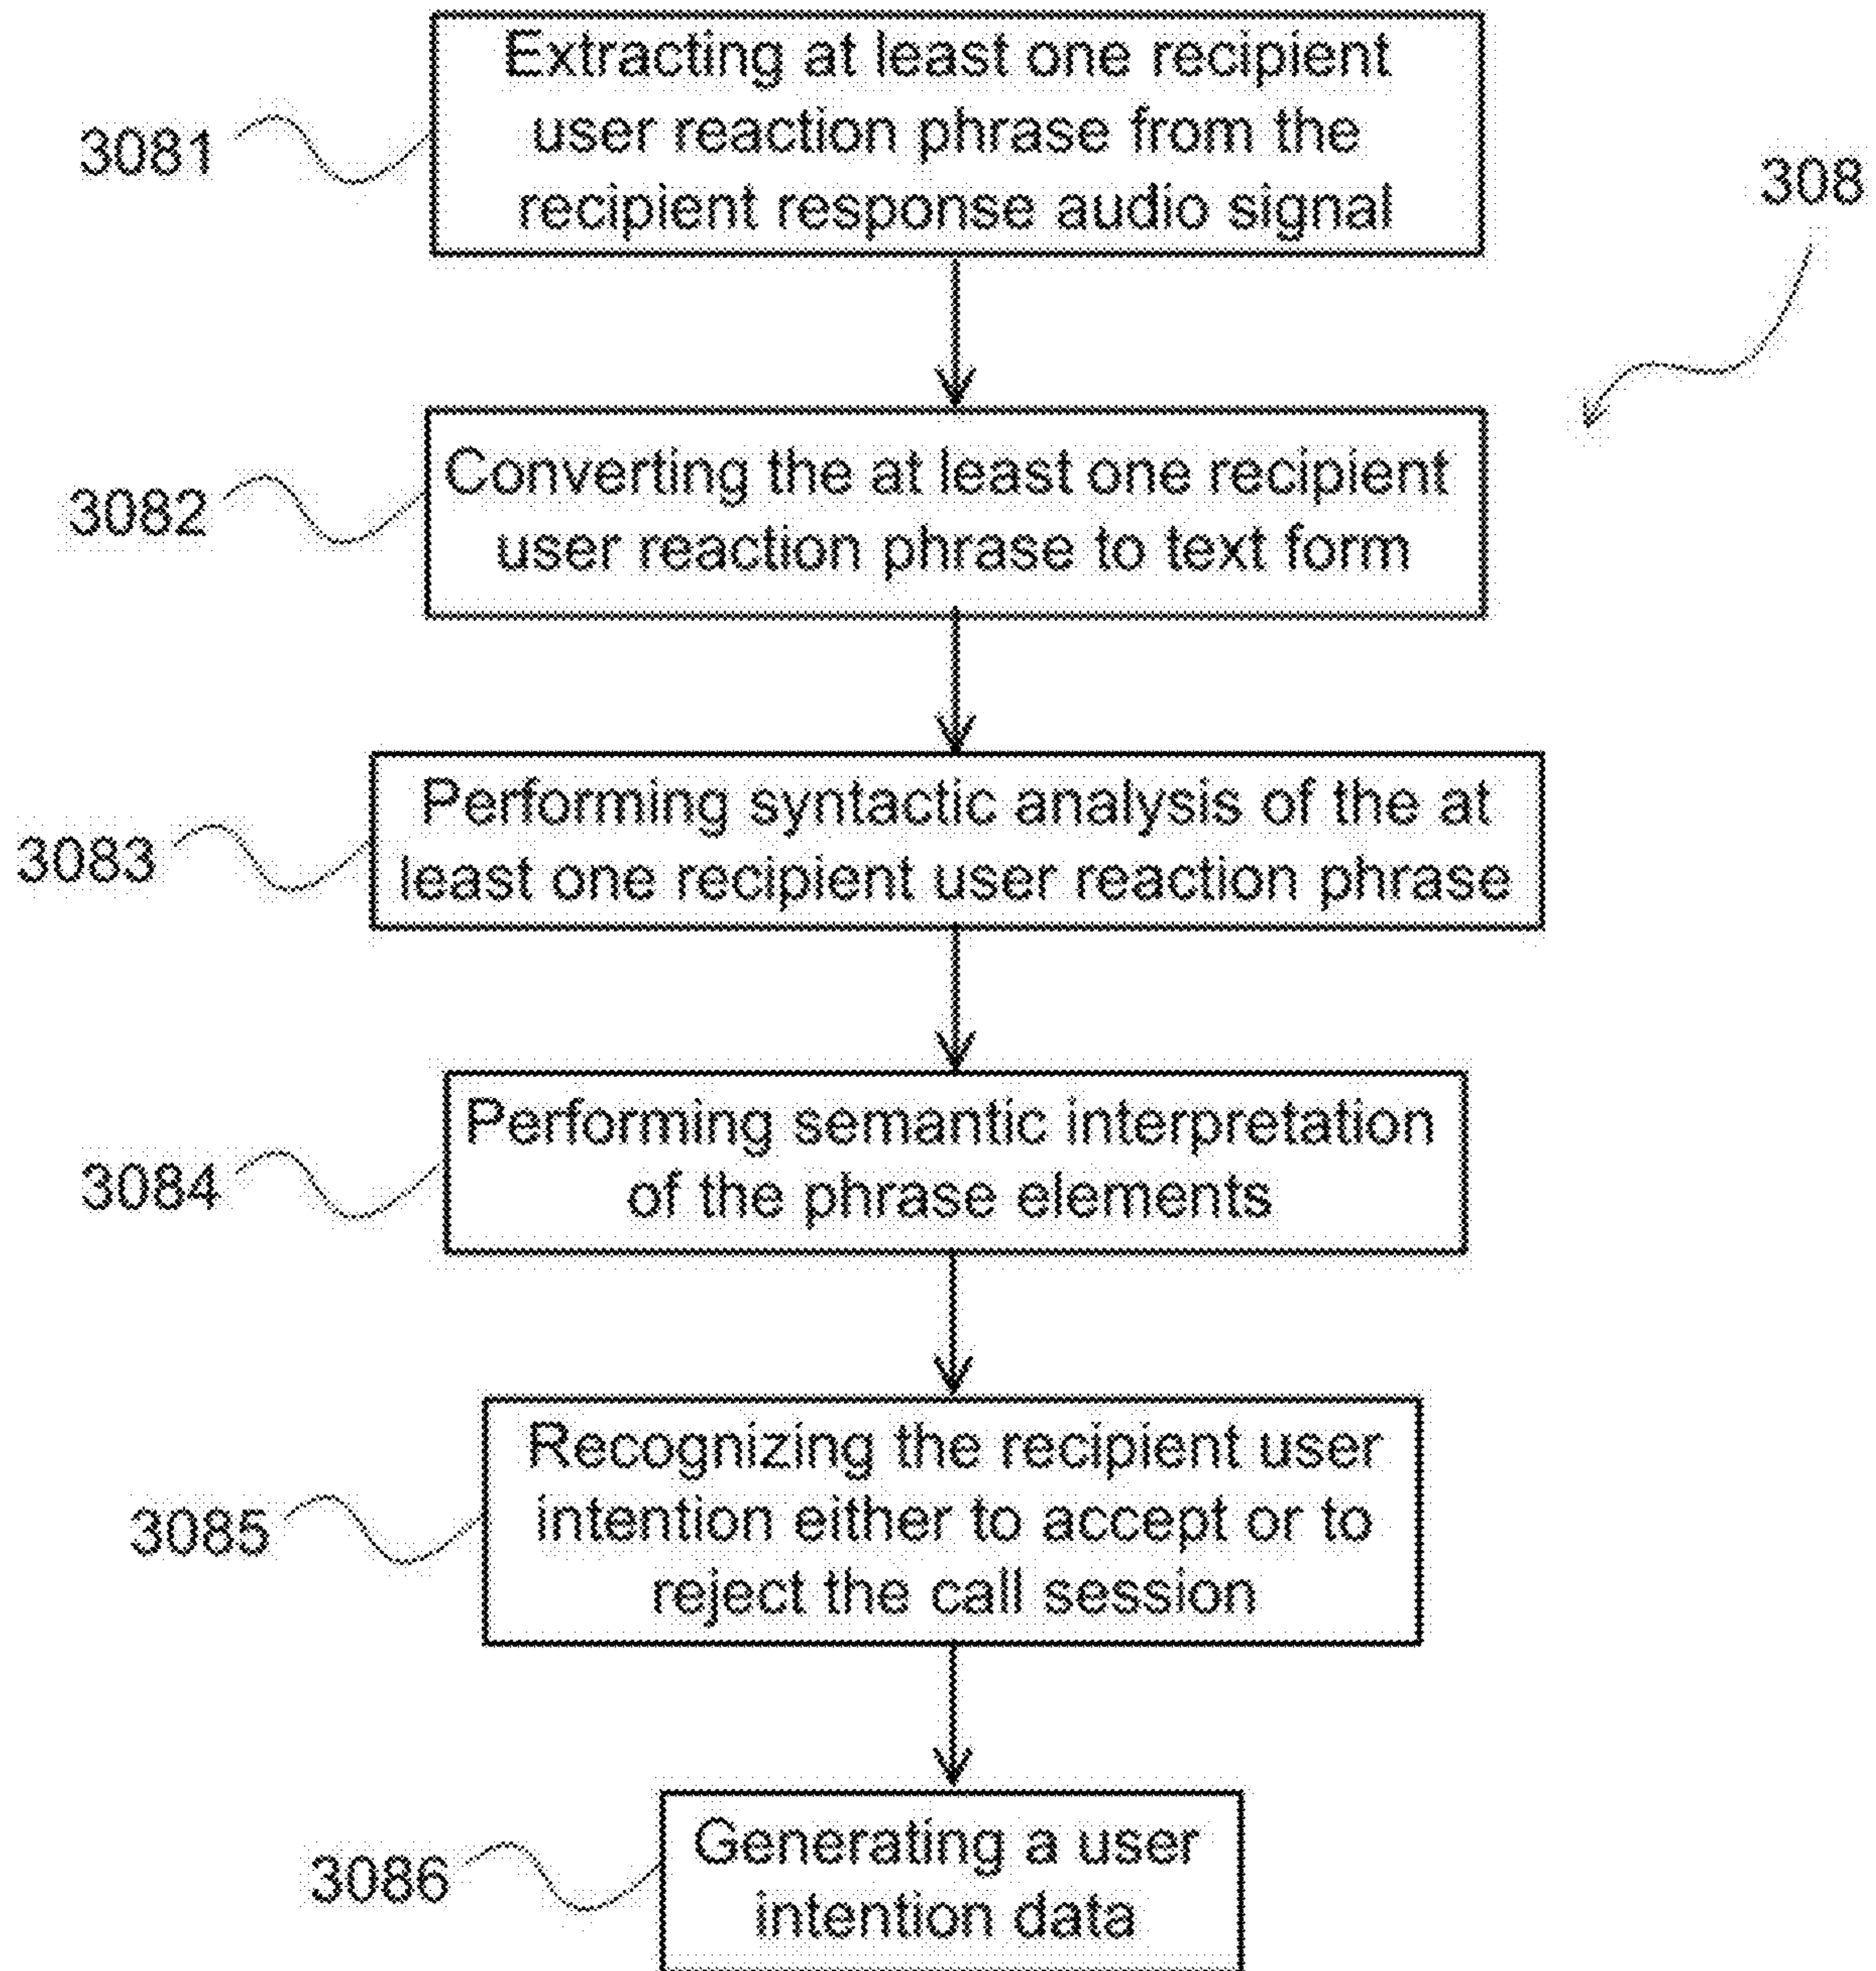 Extracting at least one recipient
user reaction phrase from the
recipient response audio signal
3081
308
Converting the at least one recipient
user reaction phrase to text form
3082
Performing syntactic analysis of the at
least one recipient user reaction phrase
3083
Performing semantic interpretation
of the phrase elements
3084
Recognizing the recipient user
intention either to accept or to
reject the call session
3085
Generating a user
intention data
3086